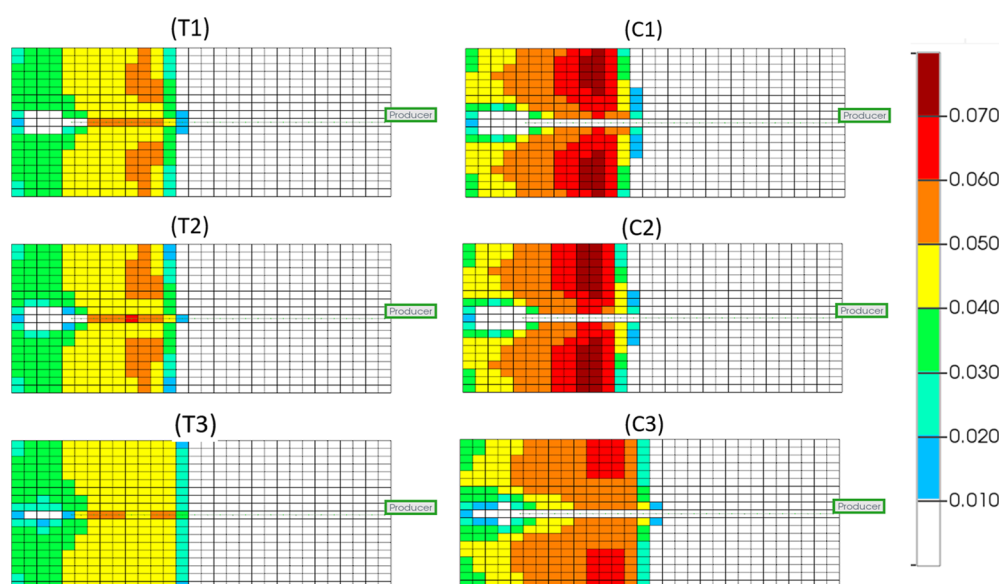 (T1)
(C1)
Producer
Producer
(T2)
(C2)
Producer
Producer
(T3)
(C3)
Producer
Producer
0.070
0.060
0.050
0.040
0.030
0.020
0.010